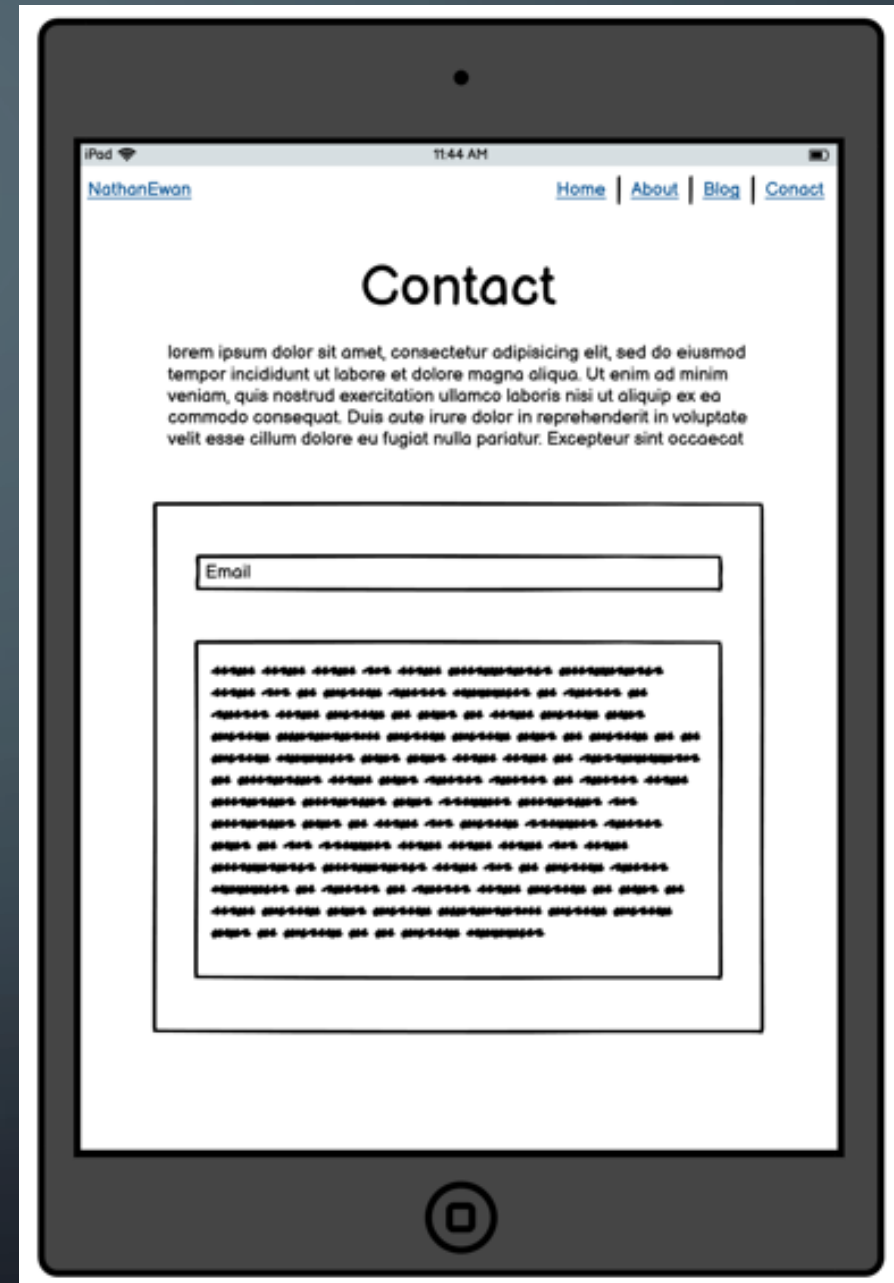 iPad 11:44 AM
NathanEwan Home | About | Blog | Conact
Contact
lorem ipsum dolor sit amet, consectetur adipisicing elit, sed do eiusmod
tempor incididunt ut labore et dolore magna aliqua. Ut enim ad minim
veniam, quis nostrud exercitation ullamco laboris nisi ut aliquip ex ea
commodo consequat. Duis aute irure dolor in reprehenderit in voluptate
velit esse cillum dolore eu fugiat nulla pariatur. Excepteur sint occaecat
Email